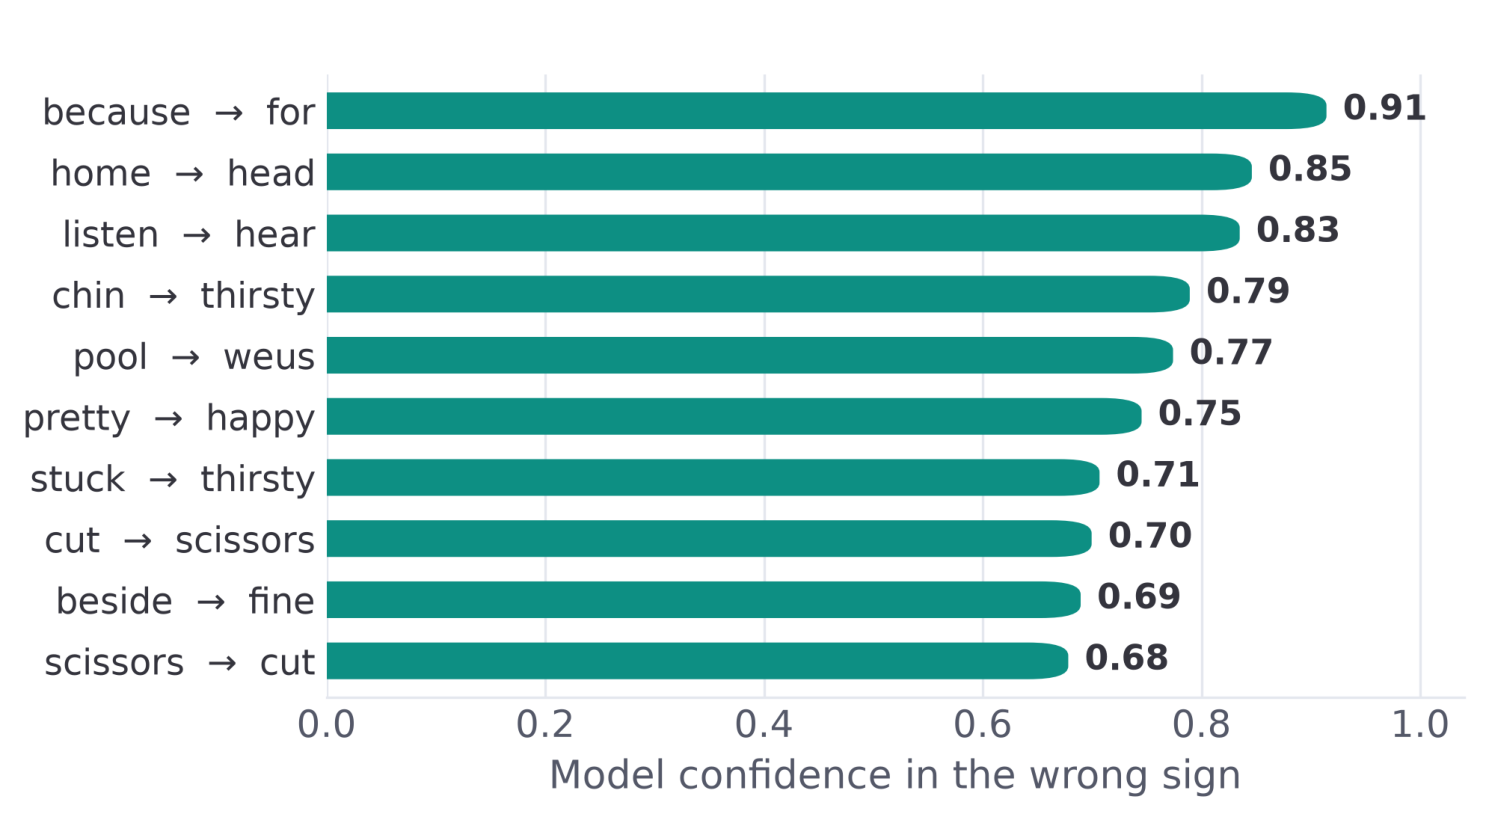 because → for 0.91
home → head 0.85
listen → hear 0.83
chin → thirsty 0.79
pool → weus 0.77
pretty → happy 0.75
stuck → thirsty 0.71
cut → scissors 0.70
beside → fine 0.69
scissors → cut 0.68
0.0 0.2 0.4 0.6 0.8 1.0
Model confidence in the wrong sign